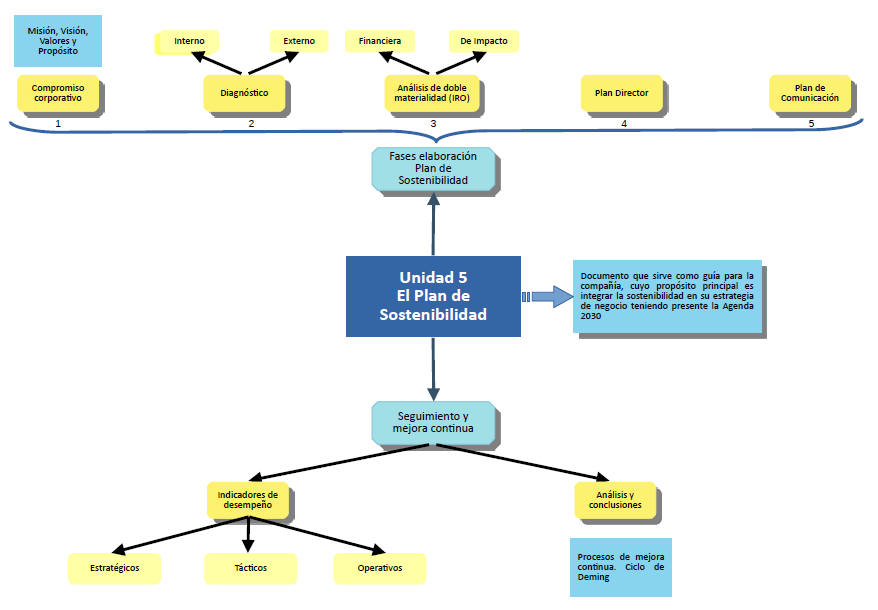 Misión, Visión,
Valores y
Propósito
Interno
Externo
Financiera
De Impacto
Compromiso
corporativo
Diagnóstico
Análisis de doble
materialidad (IRO)
Plan Director
Plan de
Comunicación
1
2
3
4
5
Fases elaboración
Plan de
Sostenibilidad
Unidad 5
El Plan de
Sostenibilidad
Documento que sirve como guía para la
compañía, cuyo propósito principal es
integrar la sostenibilidad en su estrategia
de negocio teniendo presente la Agenda
2030
Seguimiento y
mejora continua
Indicadores de
desempeño
Análisis y
conclusiones
Estratégicos
Tácticos
Operativos
Procesos de mejora
continua. Ciclo de
Deming